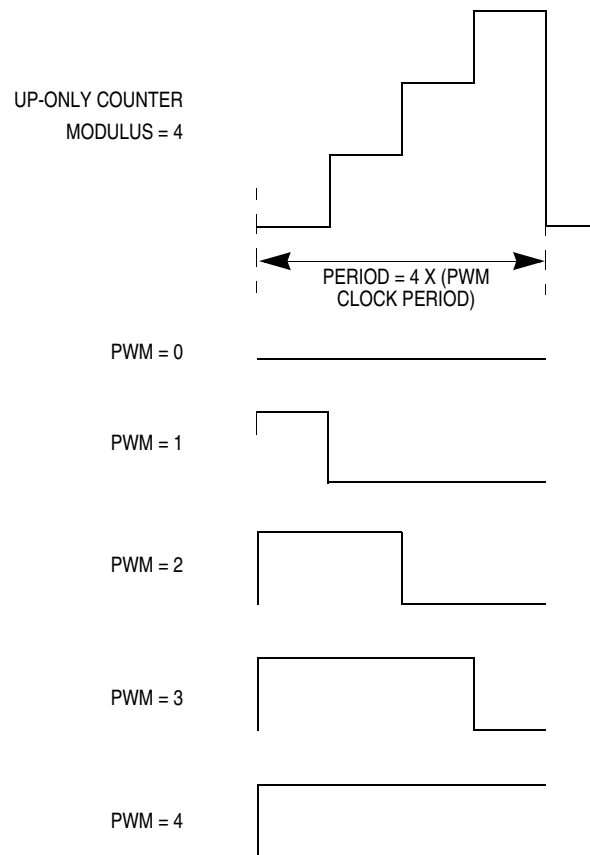 UP-ONLY COUNTER
MODULUS = 4
PERIOD = 4 X (PWM
CLOCK PERIOD)
PWM = 0
PWM = 1
PWM = 2
PWM = 3
PWM = 4